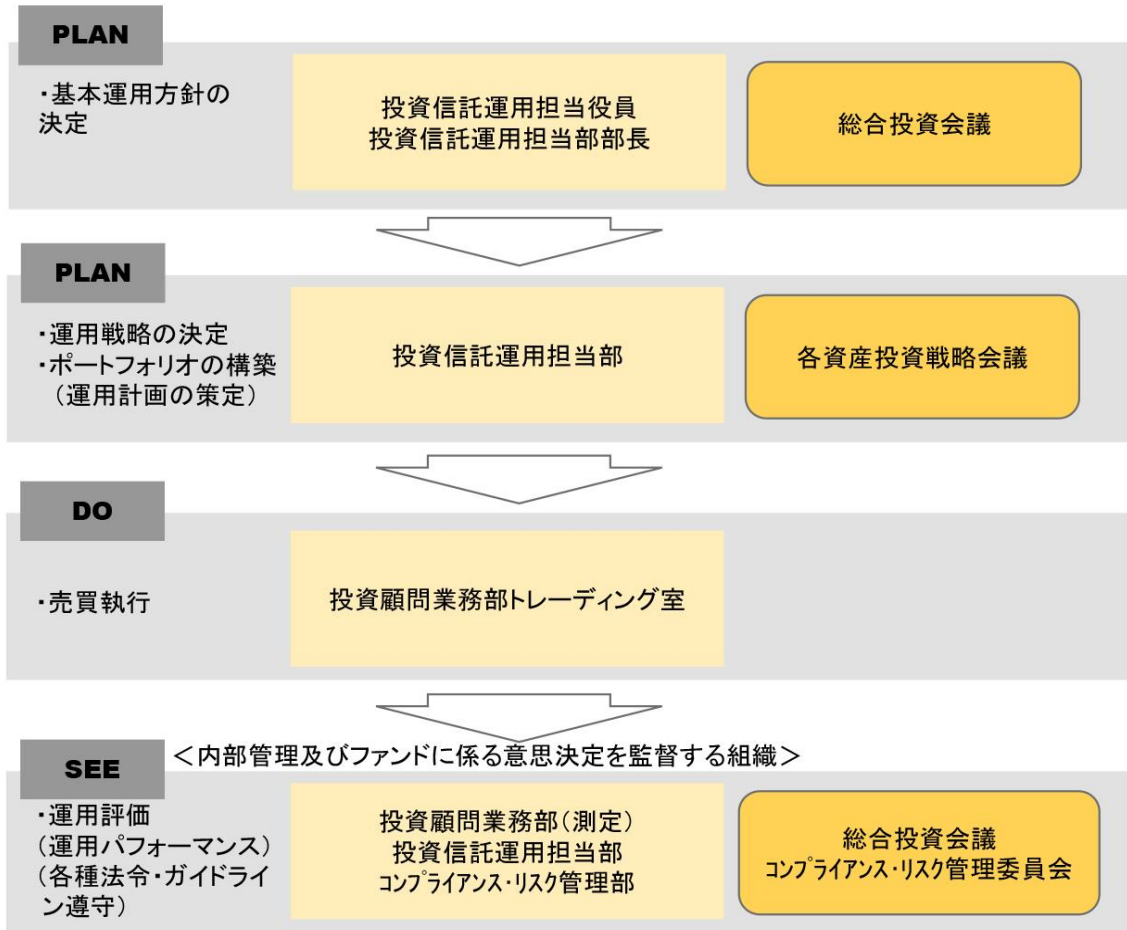 PLAN
・基本運用方針の
決定
投資信託運用担当役員
投資信託運用担当部部長
総合投資会議
PLAN
・運用戦略の決定
・ポートフォリオの構築
（運用計画の策定）
投資信託運用担当部
各資産投資戦略会議
DO
・売買執行
投資顧問業務部トレーディング室
SEE
＜内部管理及びファンドに係る意思決定を監督する組織＞
・運用評価
（運用パフォーマンス）
（各種法令・ガイドライ
ン遵守）
投資顧問業務部（測定）
投資信託運用担当部
ｺﾝﾌﾟﾗｲｱﾝｽ・ﾘｽｸ管理部
総合投資会議
ｺﾝﾌﾟﾗｲｱﾝｽ・ﾘｽｸ管理委員会